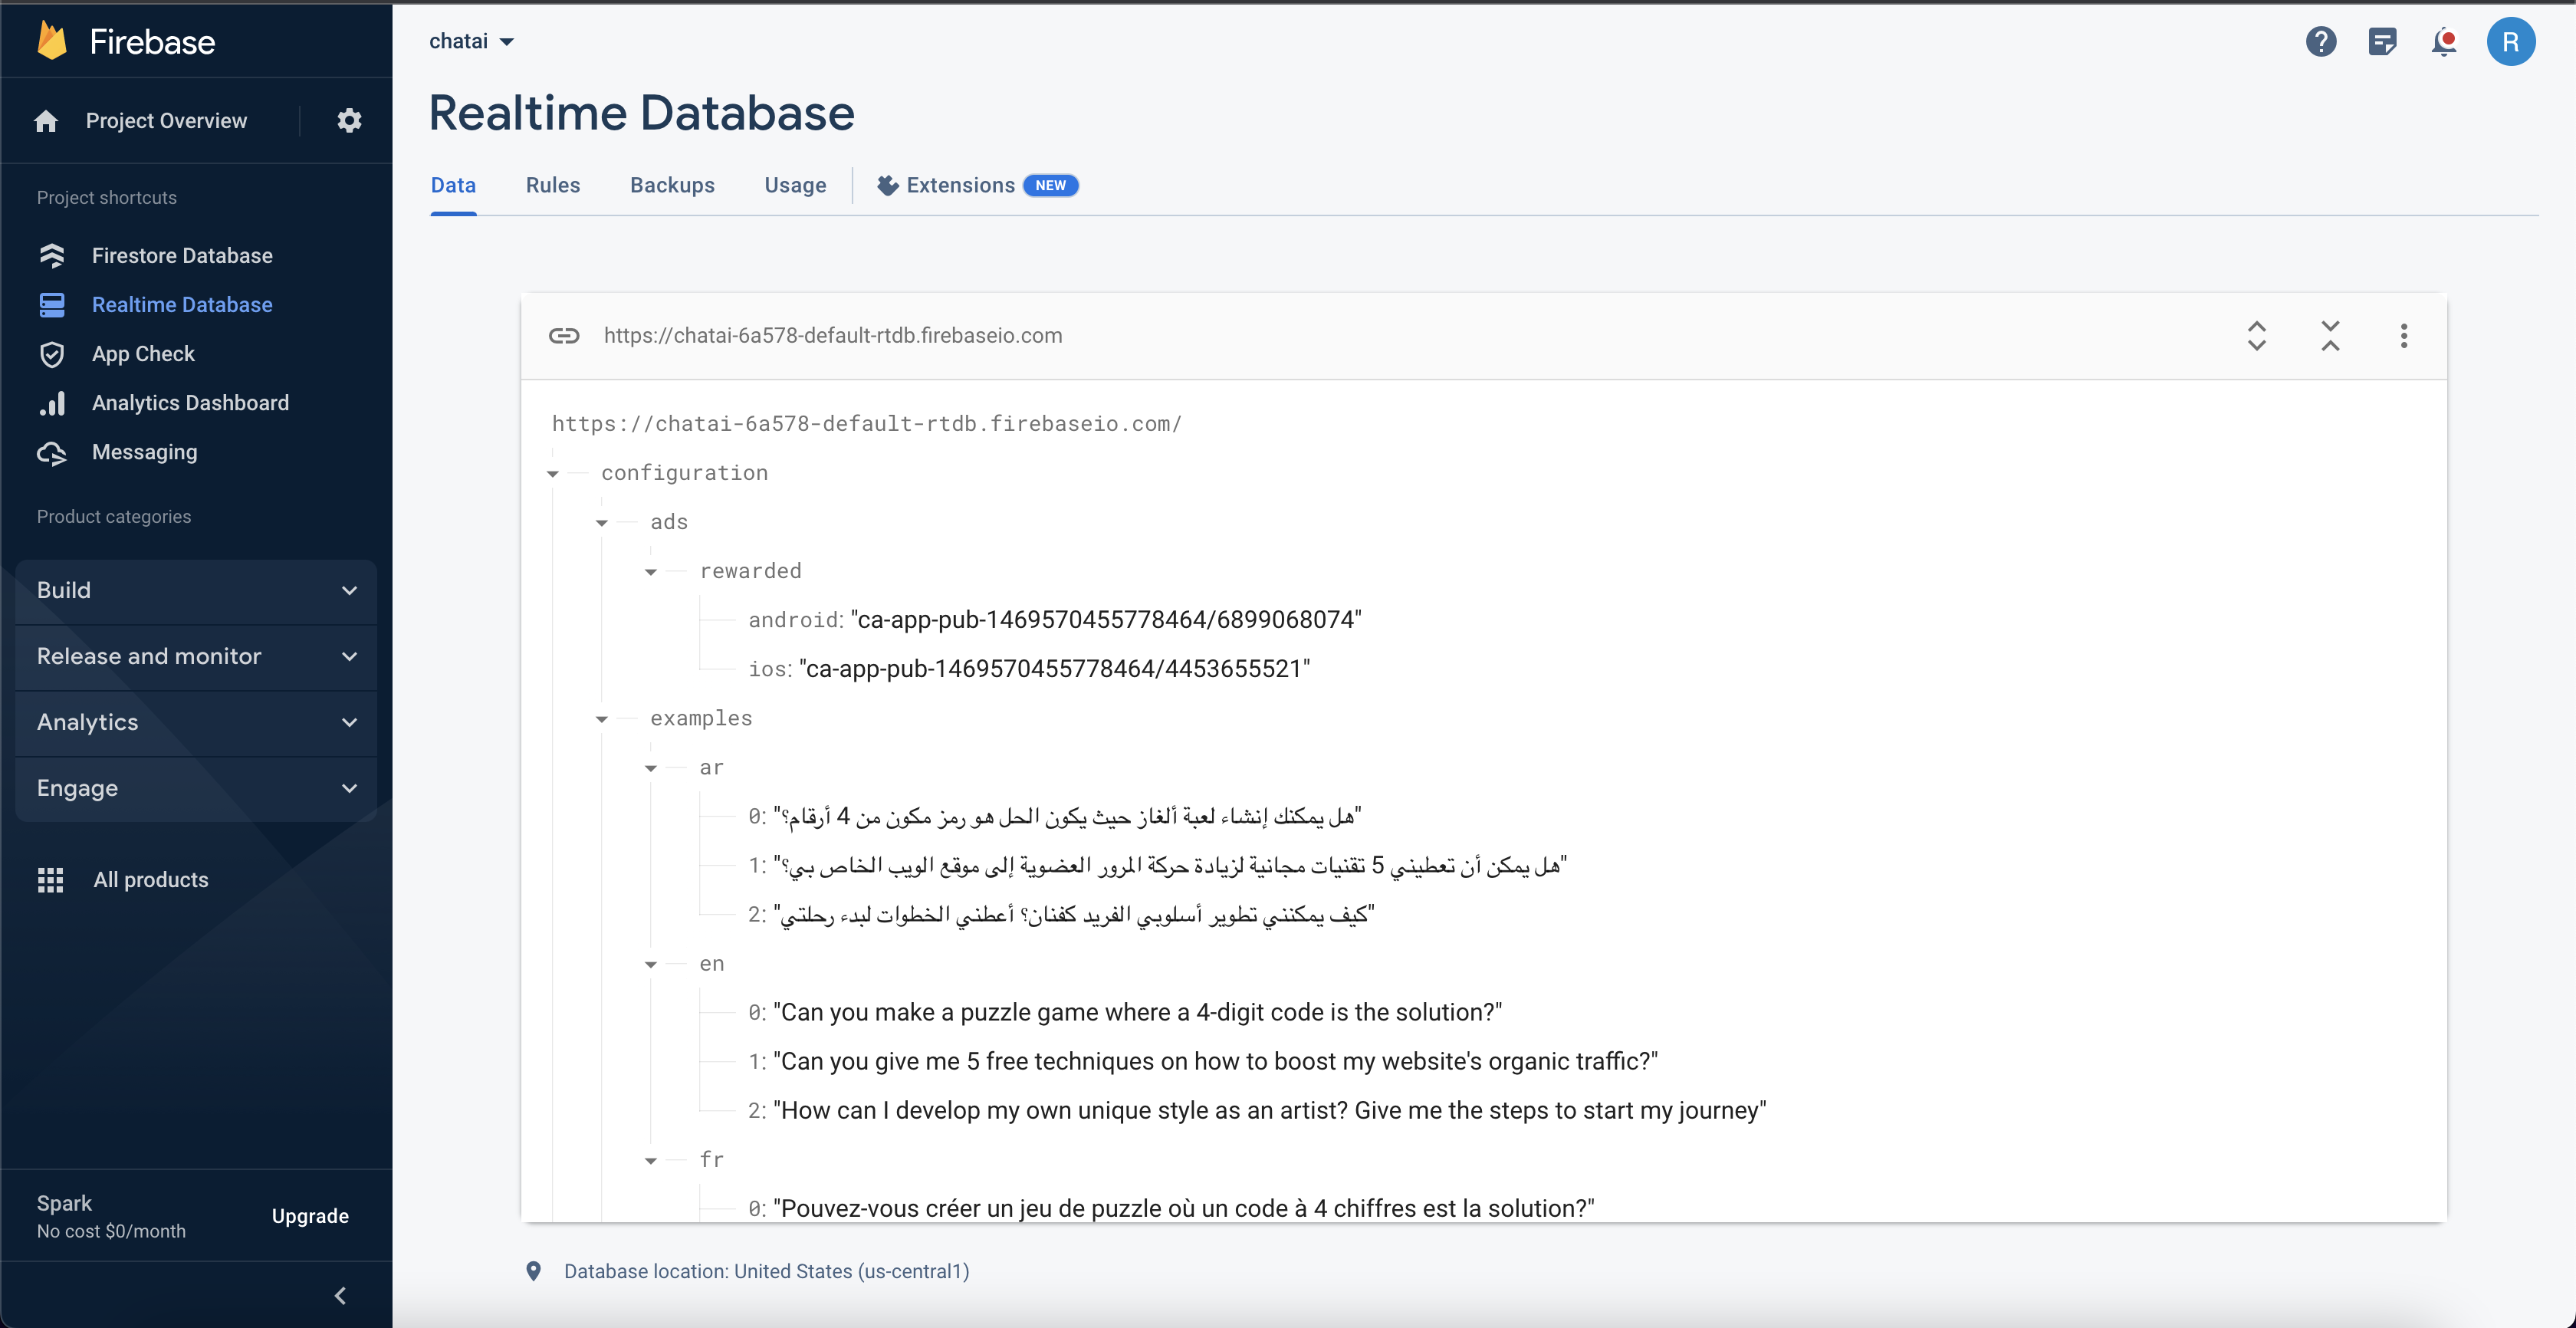 Firebase
chatai
Project Overview
Realtime Database
Data Rules Backups Usage Extensions NEW
R
Project shortcuts
Firestore Database
Realtime Database
App Check
Analytics Dashboard
Messaging
Product categories
Build
Release and monitor
Analytics
Engage
All products
Spark
No cost $0/month
Upgrade
https://chatai-6a578-default-rtdb.firebaseio.com
https://chatai-6a578-default-rtdb.firebaseio.com/
configuration
ads
rewarded
android: "ca-app-pub-1469570455778464/6899068074"
ios: "ca-app-pub-1469570455778464/4453655521"
examples
ar
0: "هل يمكنك إنشاء لعبة ألغاز حيث يكون الحل هو رمز مكون من 4 أرقام؟"
1: "هل يمكن أن تعطيني 5 تقنيات مجانية لزيادة حركة المرور العضوية إلى موقع الويب الخاص بي؟"
2: "كيف يمكنني تطوير أسلوبي الفريد كفنان؟ أعطني الخطوات لبدء رحلتي"
en
0: "Can you make a puzzle game where a 4-digit code is the solution?"
1: "Can you give me 5 free techniques on how to boost my website's organic traffic?"
2: "How can I develop my own unique style as an artist? Give me the steps to start my journey"
fr
0: "Pouvez-vous créer un jeu de puzzle où un code à 4 chiffres est la solution?"
Database location: United States (us-central1)